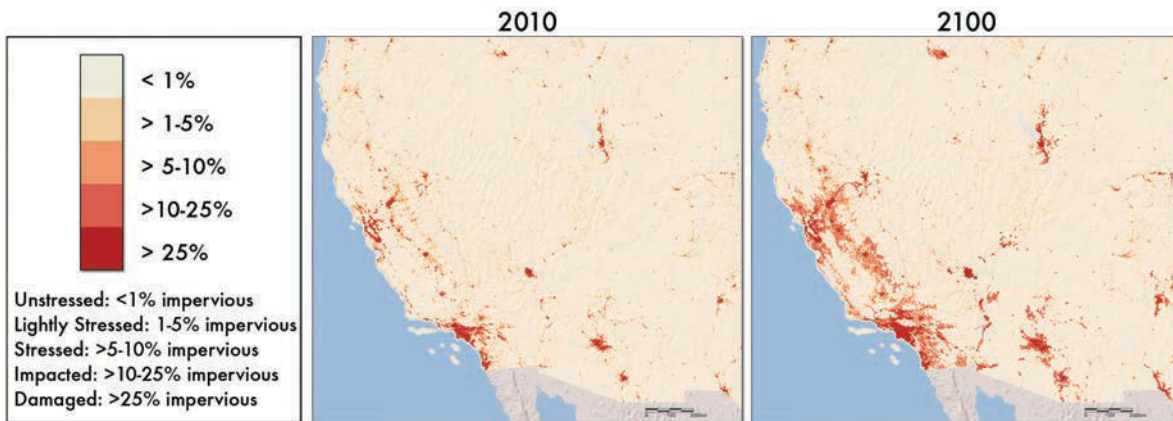 2010
2100
< 1%
> 1-5%
> 5-10%
>10-25%
> 25%
Unstressed: <1% impervious
Lightly Stressed: 1-5% impervious
Stressed: >5-10% impervious
Impacted: >10-25% impervious
Damaged: >25% impervious